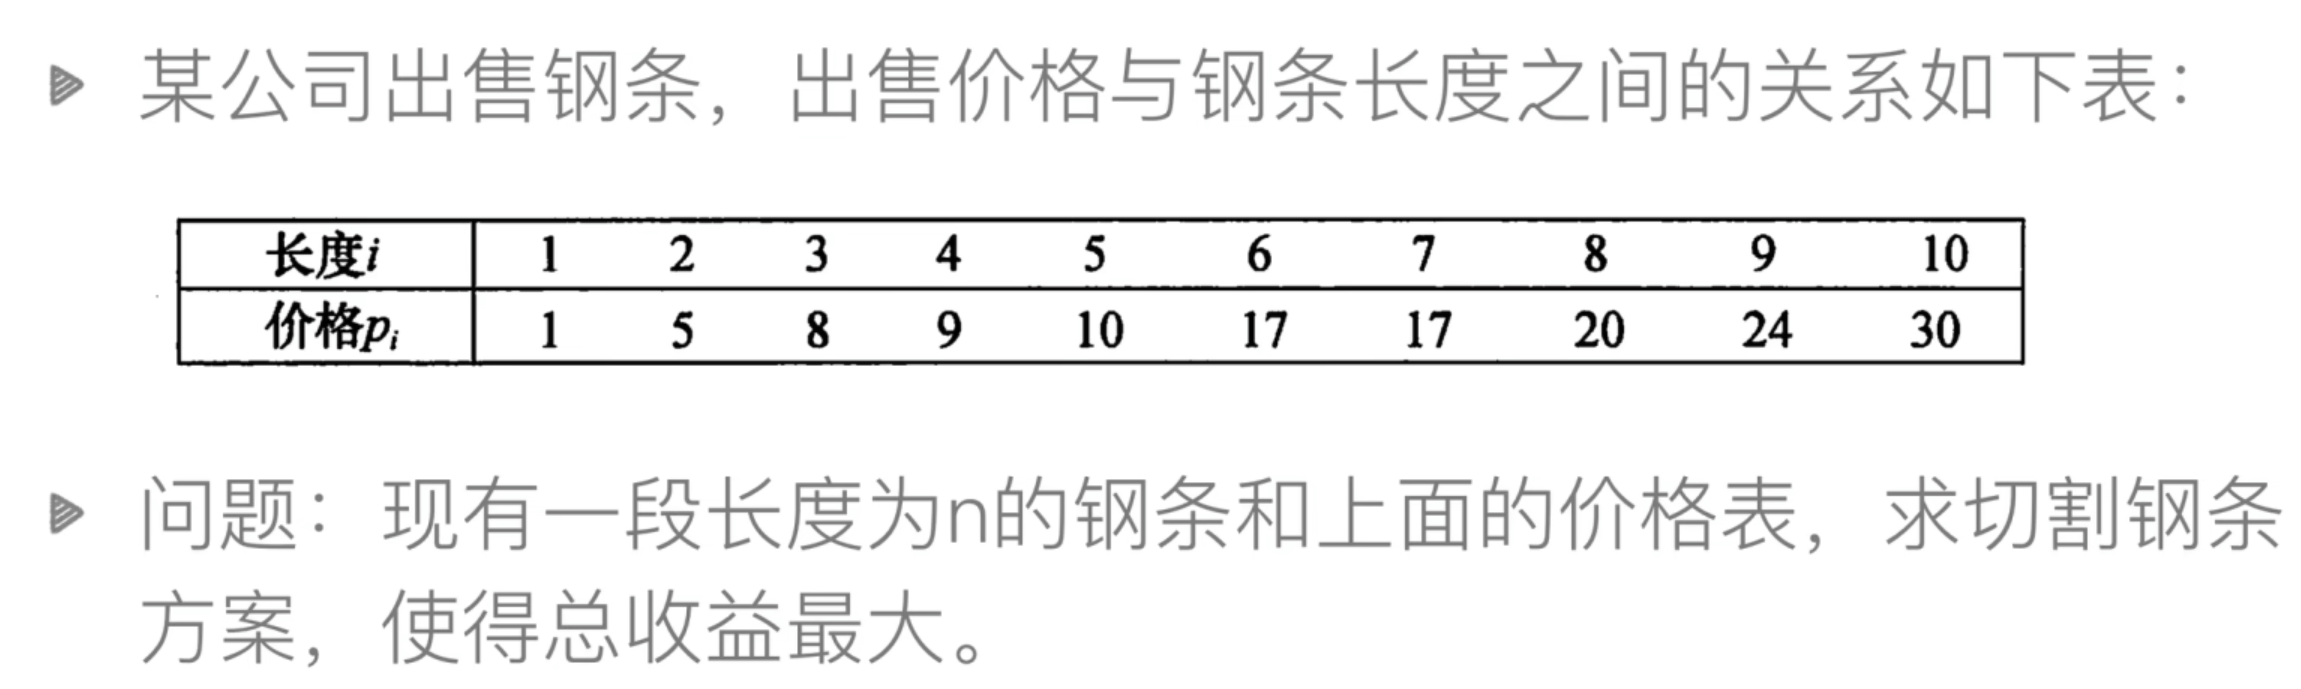 某公司出售钢条，出售价格与钢条长度之间的关系如下表：
长度i 1 2 3 4 5 6 7 8 9 10
价格pi 1 5 8 9 10 17 17 20 24 30
问题：现有一段长度为n的钢条和上面的价格表，求切割钢条
方案，使得总收益最大。